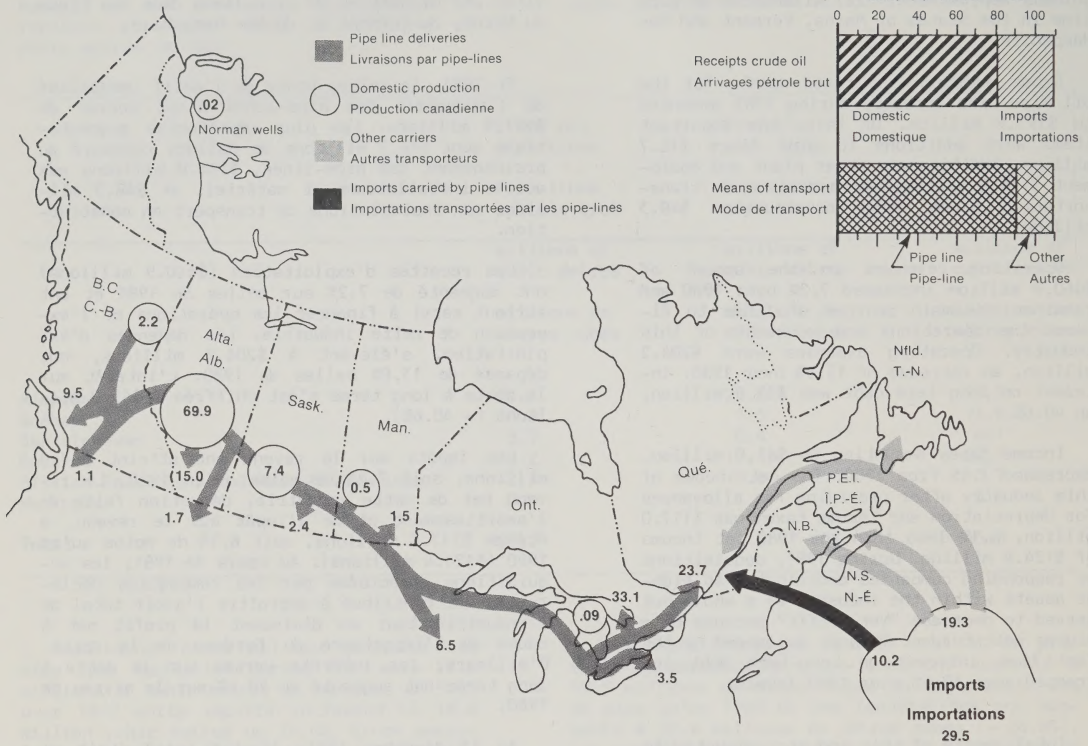 Pipe line deliveries
Livraisons par pipe-lines
Domestic production
Production canadienne
Other carriers
Autres transporteurs
Imports carried by pipe lines
Importations transportées par les pipe-lines
0 20 40 60 80 100
Receipts crude oil
Arrivages pétrole brut
Domestic
Domestique
Imports
Importations
Means of transport
Mode de transport
Pipe line
Pipe-line
Other
Autres
.02
Norman wells
B.C.
C.-B.
2.2
Alta.
Alb.
Sask.
Man.
Ont.
Qué.
Nfld.
T.-N.
P.E.I.
Î.P.-É.
N.B.
N.S.
N.-É.
9.5
69.9
1.1
15.0
7.4
0.5
1.7
2.4
1.5
6.5
.09
33.1
23.7
3.5
19.3
10.2
Imports
Importations
29.5